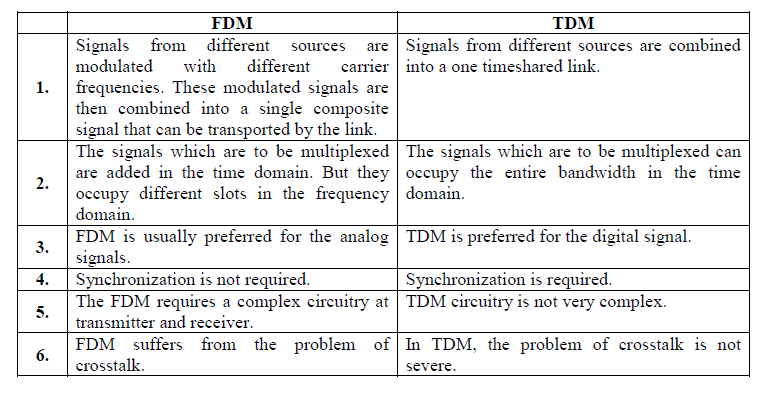 FDM TDM
1.
Signals from different sources are
modulated with different carrier
frequencies. These modulated signals are
then combined into a single composite
signal that can be transported by the link.
Signals from different sources are combined
into a one timeshared link.
2.
The signals which are to be multiplexed
are added in the time domain. But they
occupy different slots in the frequency
domain.
The signals which are to be multiplexed can
occupy the entire bandwidth in the time
domain.
3.
FDM is usually preferred for the analog
signals.
TDM is preferred for the digital signal.
4.
Synchronization is not required.
Synchronization is required.
5.
The FDM requires a complex circuitry at
transmitter and receiver.
TDM circuitry is not very complex.
6.
FDM suffers from the problem of
crosstalk.
In TDM, the problem of crosstalk is not
severe.